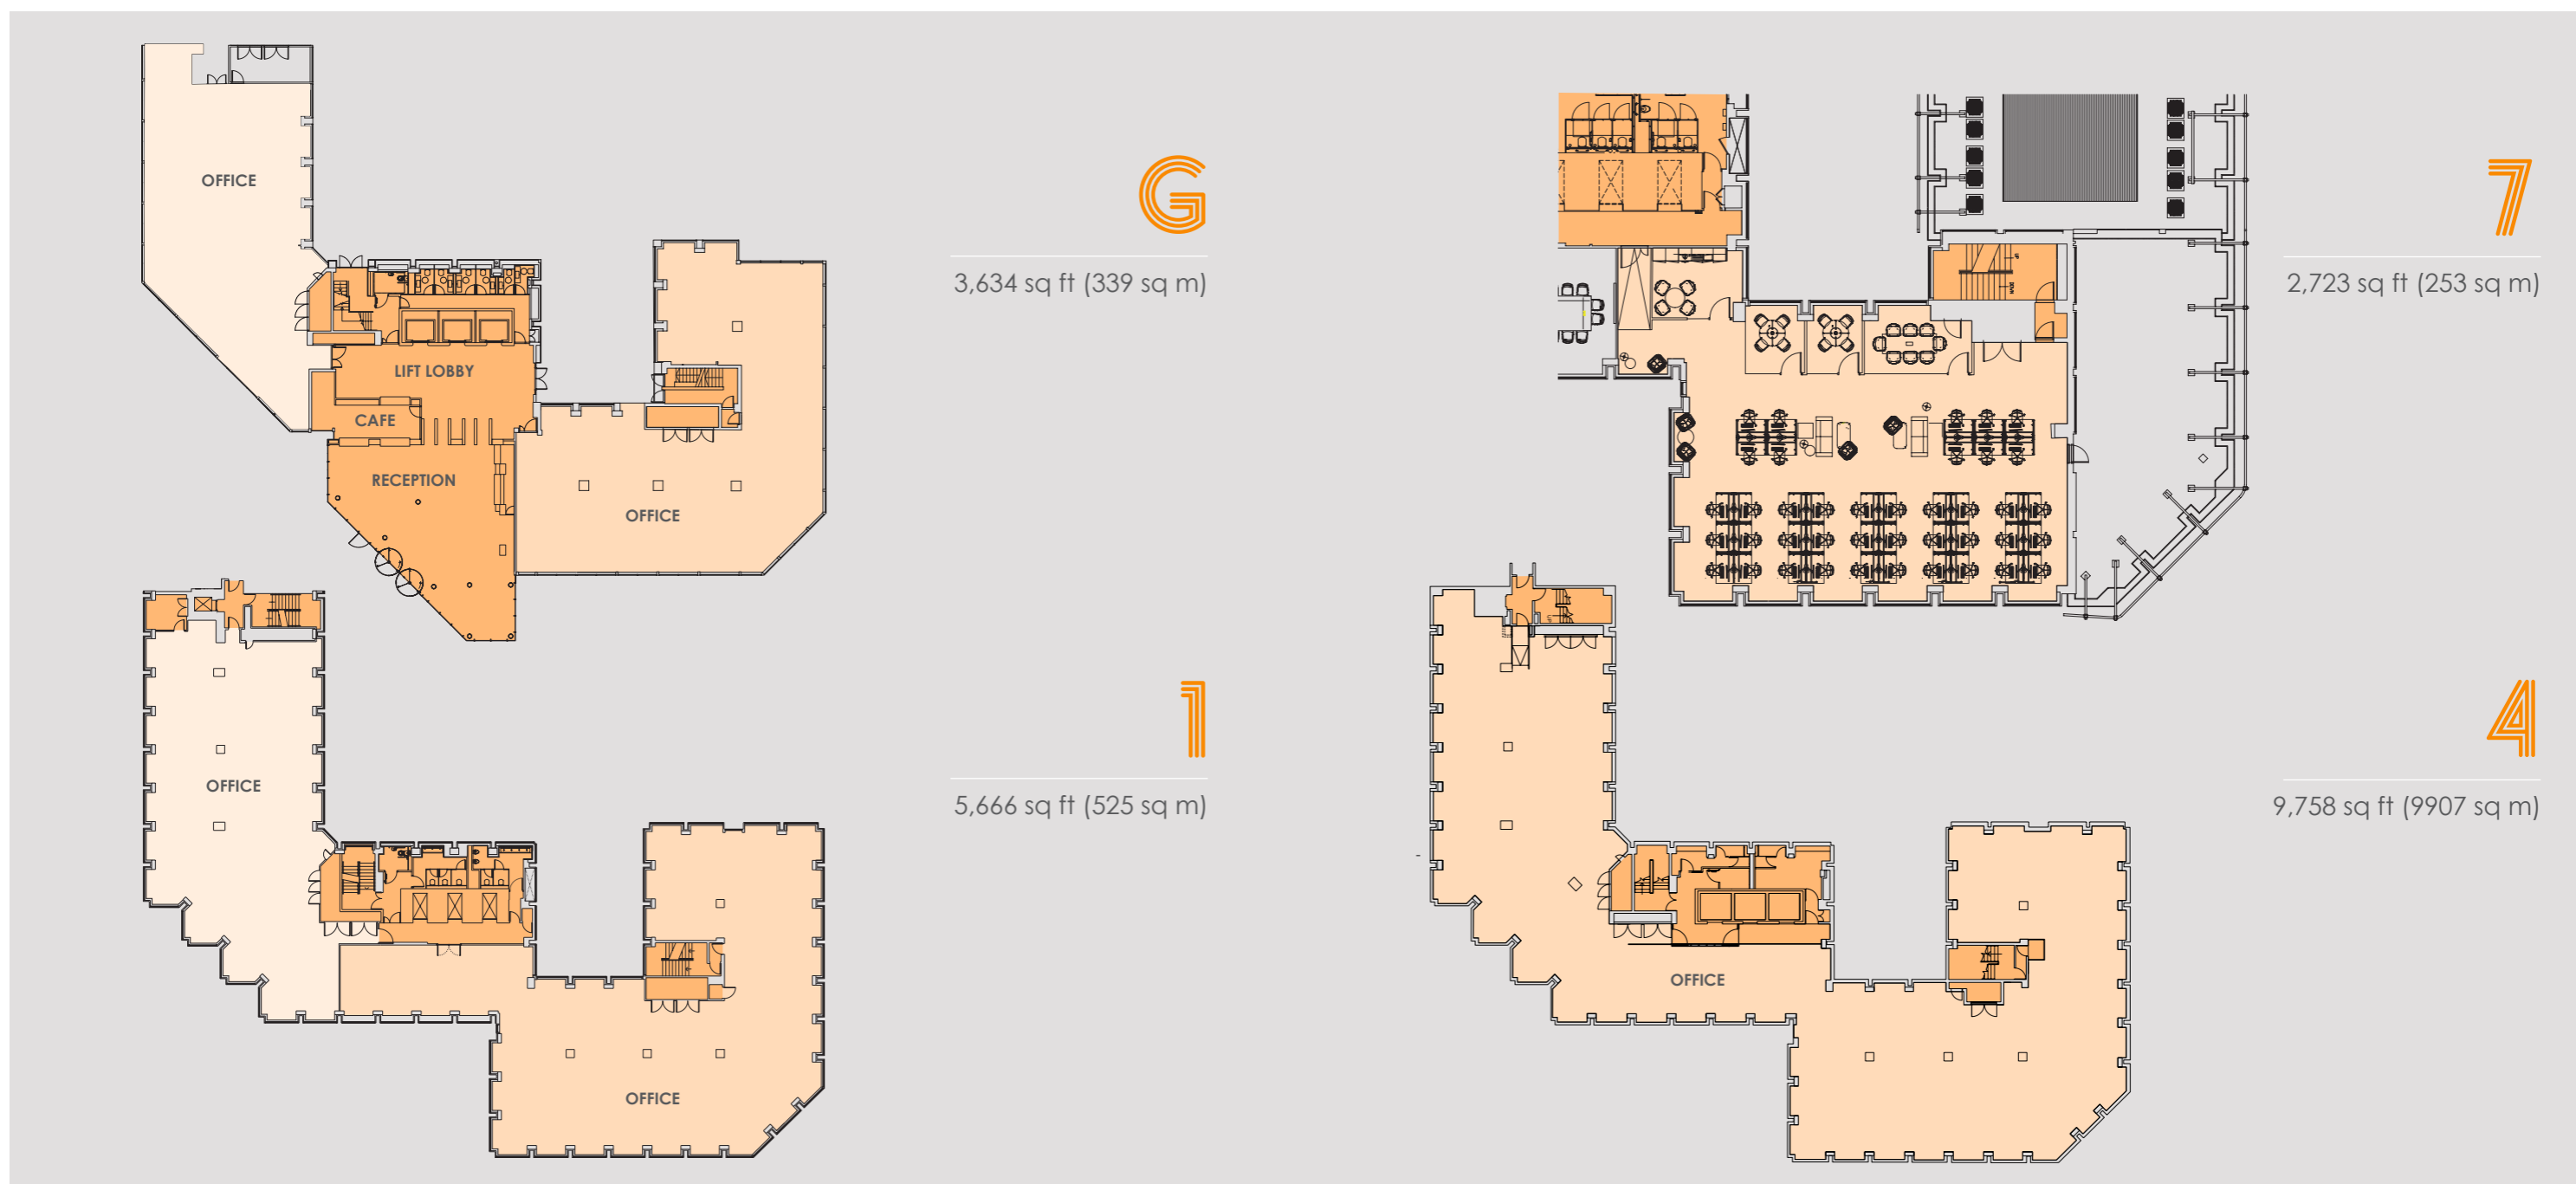 OFFICE
LIFT LOBBY
CAFE
RECEPTION
OFFICE
G
3,634 sq ft (339 sq m)
7
2,723 sq ft (253 sq m)
OFFICE
OFFICE
1
5,666 sq ft (525 sq m)
OFFICE
4
9,758 sq ft (9907 sq m)